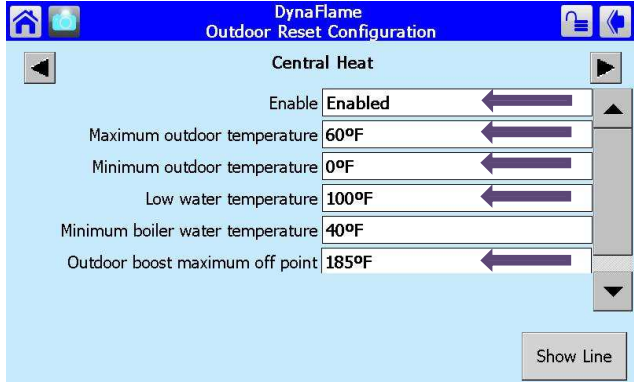 DynaFlame
Outdoor Reset Configuration
Central Heat
Enable Enabled
Maximum outdoor temperature 60ºF
Minimum outdoor temperature 0ºF
Low water temperature 100ºF
Minimum boiler water temperature 40ºF
Outdoor boost maximum off point 185ºF
Show Line